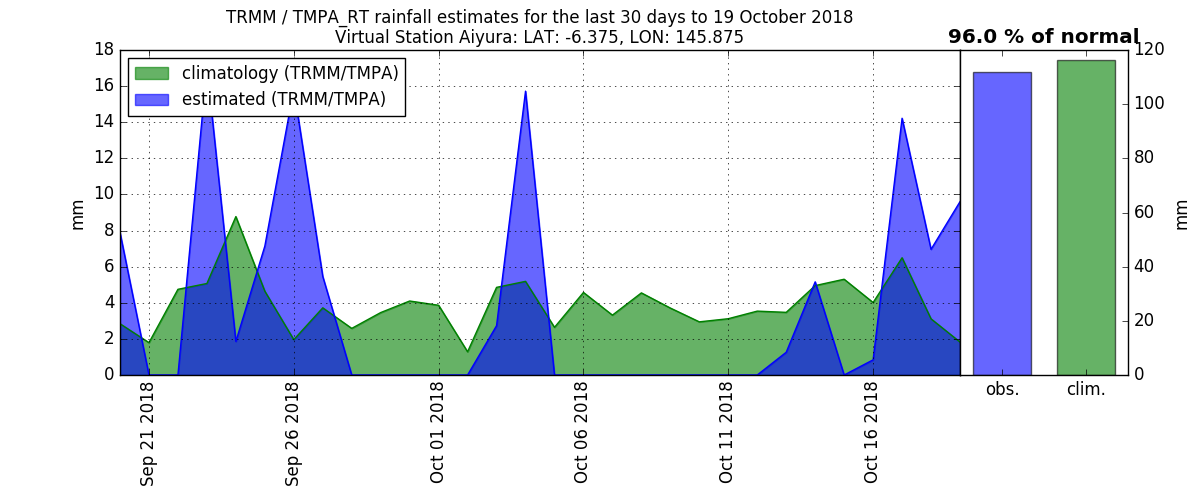 TRMM / TMPA_RT rainfall estimates for the last 30 days to 19 October 2018
Virtual Station Aiyura: LAT: -6.375, LON: 145.875
96.0 % of normal
climatology (TRMM/TMPA)
estimated (TRMM/TMPA)
mm
18
16
14
12
10
8
6
4
2
0
Sep 21 2018
Sep 26 2018
Oct 01 2018
Oct 06 2018
Oct 11 2018
Oct 16 2018
obs.
clim.
120
100
80
60
40
20
0
mm